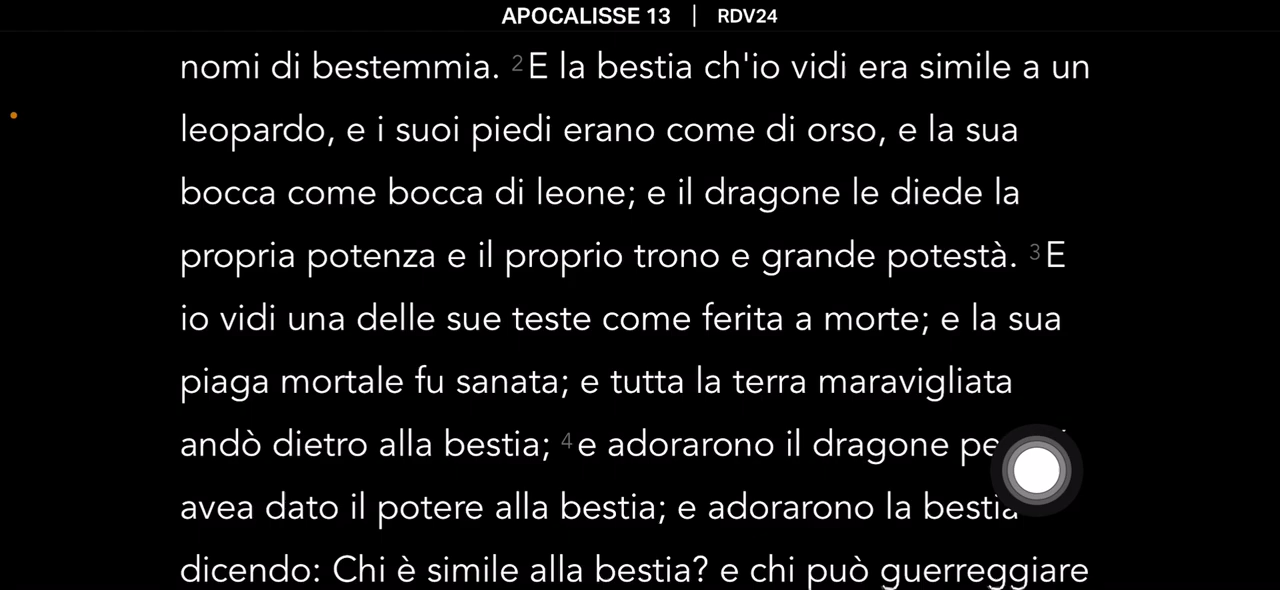 APOCALISSE 13 | RDV24
nomi di bestemmia. 2 E la bestia ch'io vidi era simile a un
leopardo, e i suoi piedi erano come di orso, e la sua
bocca come bocca di leone; e il dragone le diede la
propria potenza e il proprio trono e grande potestà. 3 E
io vidi una delle sue teste come ferita a morte; e la sua
piaga mortale fu sanata; e tutta la terra maravigliata
andò dietro alla bestia; 4 e adorarono il dragone
avea dato il potere alla bestia; e adorarono la bestia
dicendo: Chi è simile alla bestia? e chi può guerreggiare